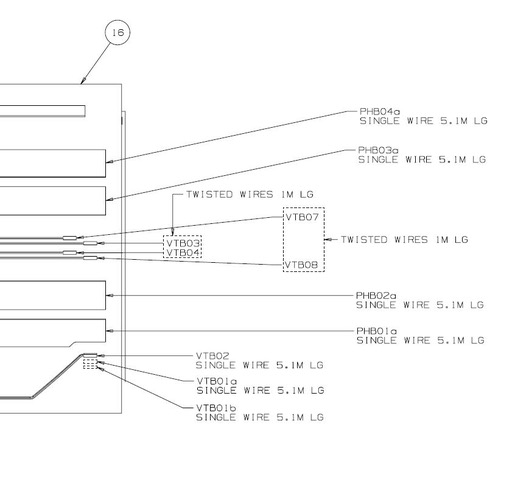 16
PHB04a
SINGLE WIRE 5.1M LG
PHB03a
SINGLE WIRE 5.1M LG
TWISTED WIRES 1M LG
VTB07
VTB03
VTB04
TWISTED WIRES 1M LG
VTB08
PHB02a
SINGLE WIRE 5.1M LG
PHB01a
SINGLE WIRE 5.1M LG
VTB02
SINGLE WIRE 5.1M LG
VTB01a
SINGLE WIRE 5.1M LG
VTB01b
SINGLE WIRE 5.1M LG